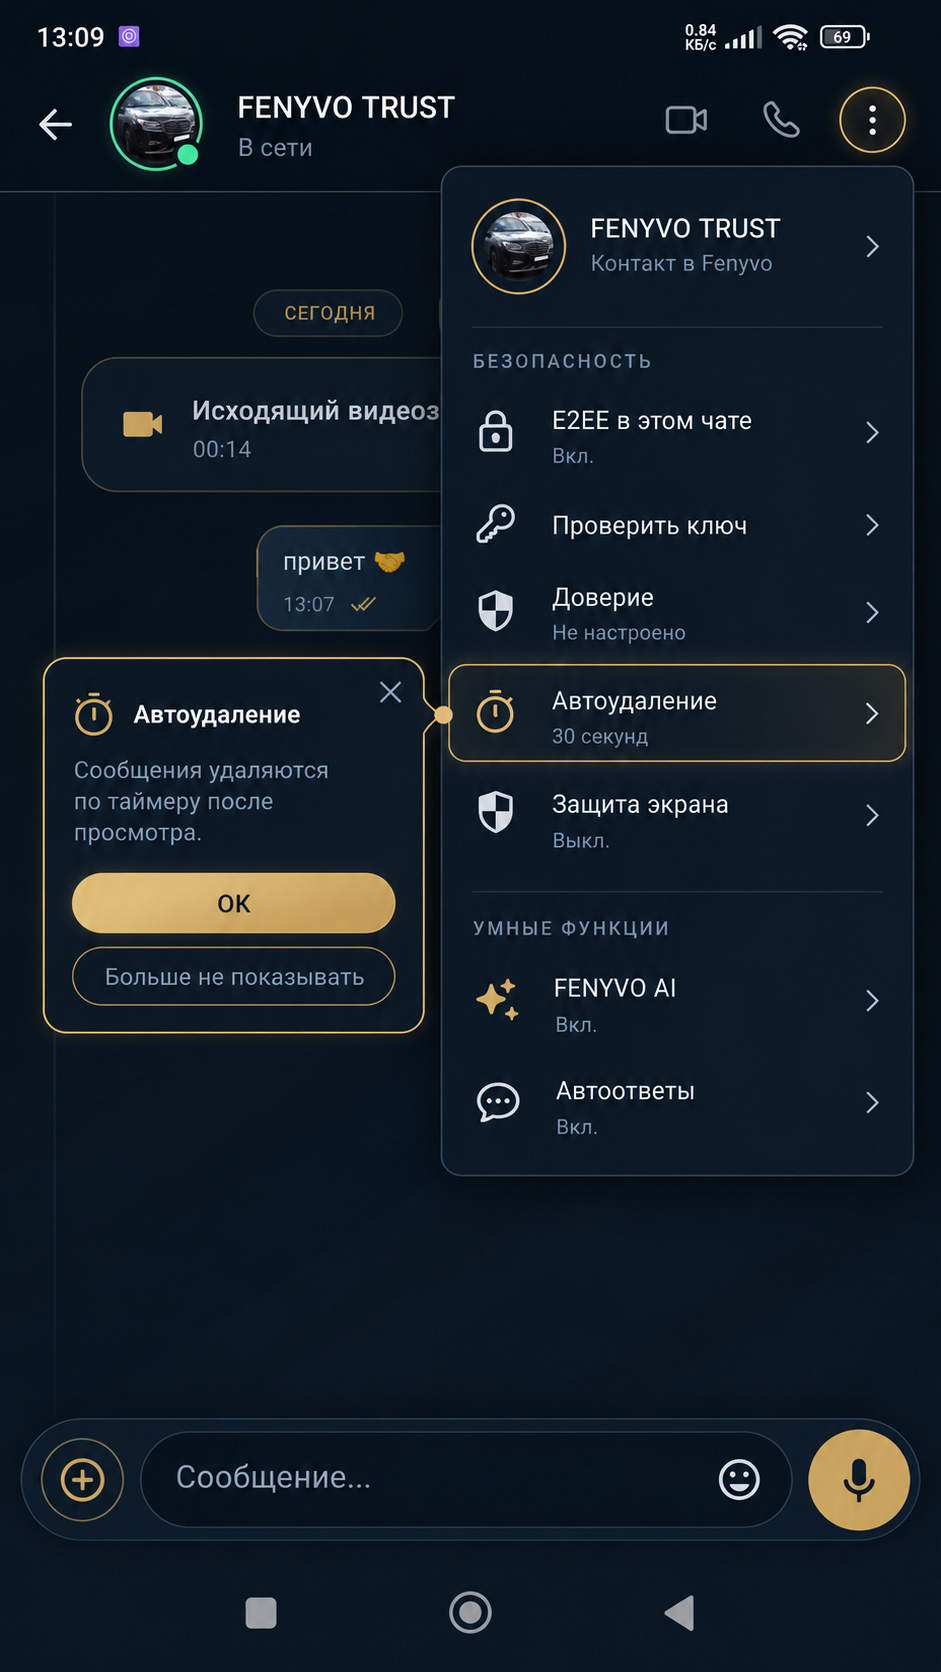 13:09
0.84
КБ/с
69
FENYVO TRUST
В сети
FENYVO TRUST
Контакт в Fenyvo
СЕГОДНЯ
БЕЗОПАСНОСТЬ
Исходящий видеоз
00:14
E2EE в этом чате
Вкл.
Проверить ключ
привет 🤝
13:07
Доверие
Не настроено
Автоудаление
30 секунд
Автоудаление
Сообщения удаляются
по таймеру после
просмотра.
ОК
Больше не показывать
Защита экрана
Выкл.
УМНЫЕ ФУНКЦИИ
FENYVO AI
Вкл.
Автоответы
Вкл.
Сообщение...